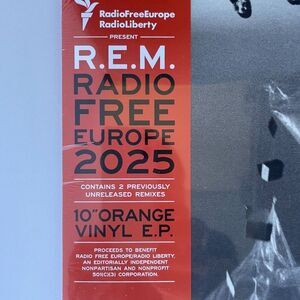 RadioFreeEurope
RadioLiberty
PRESENT
R.E.M.
RADIO
FREE
EUROPE
2025
CONTAINS 2 PREVIOUSLY
UNRELEASED REMIXES
10" ORANGE
VINYL E.P.
PROCEEDS TO BENEFIT
RADIO FREE EUROPE/RADIO LIBERTY,
AN EDITORIALLY INDEPENDENT
NONPARTISAN AND NONPROFIT
501(C)(3) CORPORATION.